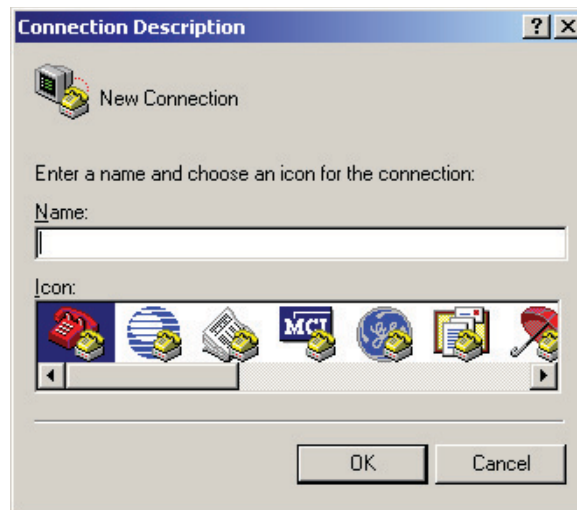 Connection Description
New Connection
Enter a name and choose an icon for the connection:
Name:
Icon:
MCI
OK
Cancel